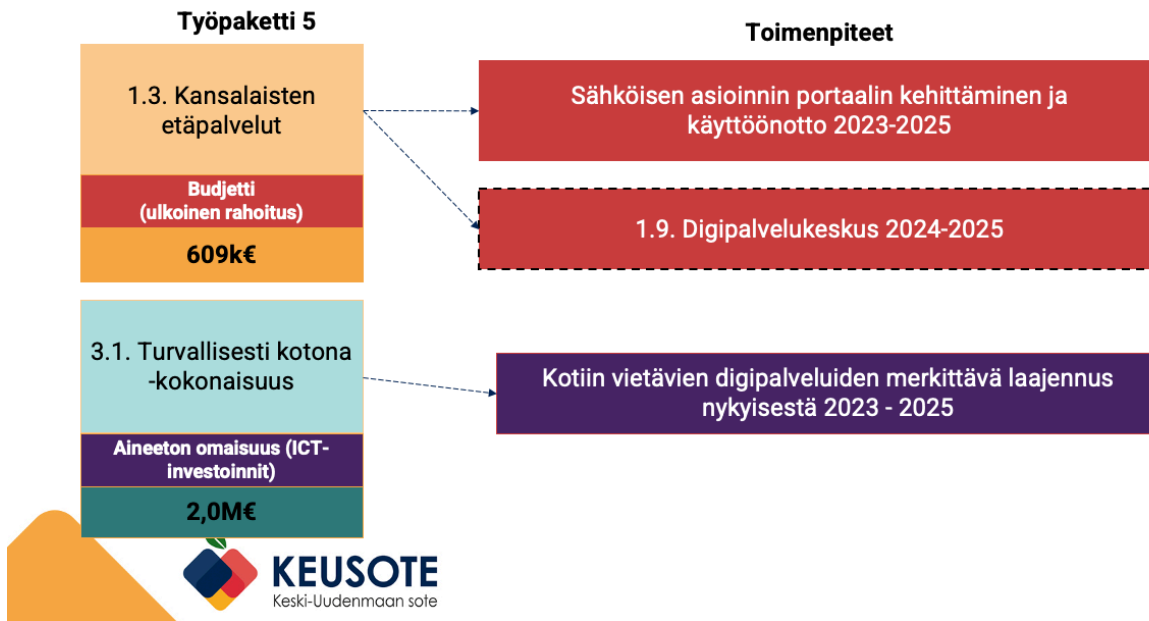 Työpaketti 5
Toimenpiteet
1.3. Kansalaisten
etäpalvelut
Budjetti
(ulkoinen rahoitus)
609k€
Sähköisen asioinnin portaalin kehittäminen ja
käyttöönotto 2023-2025
1.9. Digipalvelukeskus 2024-2025
3.1. Turvallisesti kotona
-kokonaisuus
Aineeton omaisuus (ICT-
investoinnit)
2,0M€
Kotiin vietävien digipalveluiden merkittävä laajennus
nykyisestä 2023 - 2025
KEUSOTE
Keski-Uudenmaan sote